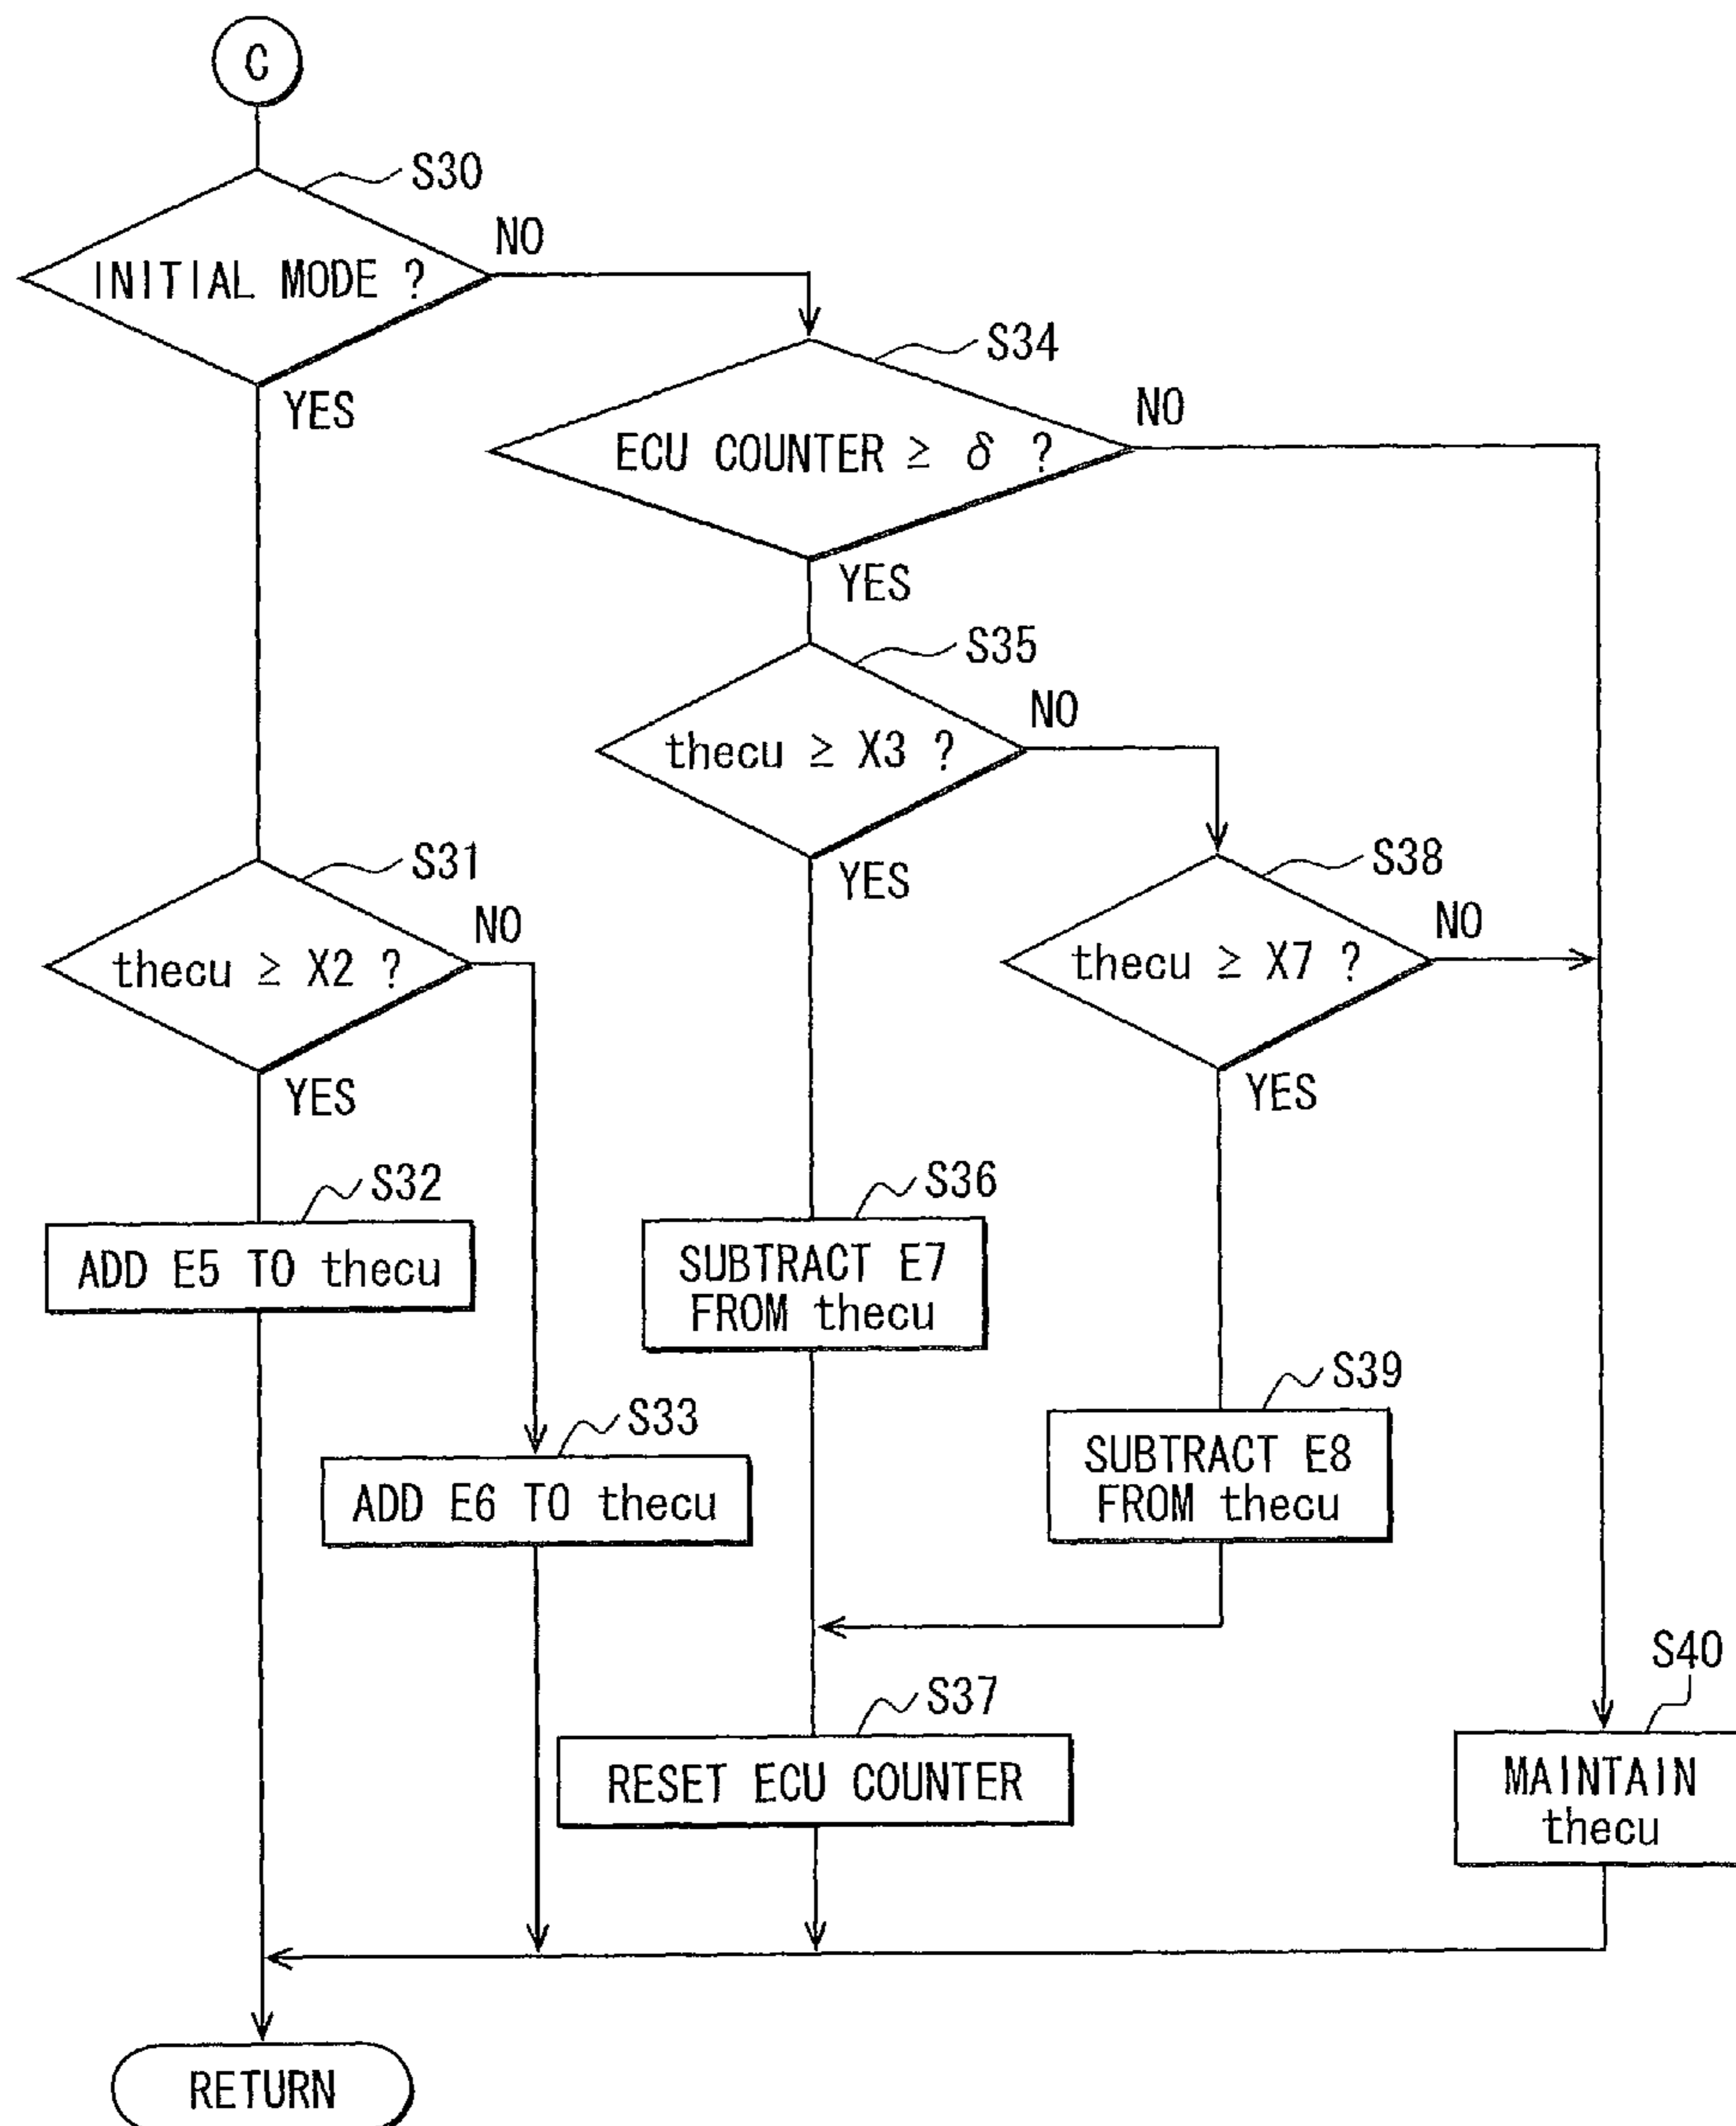 C
S30
INITIAL MODE ?
NO
YES
S34
ECU COUNTER ≥ δ ?
NO
YES
S35
thecu ≥ X3 ?
NO
YES
S31
thecu ≥ X2 ?
NO
YES
S38
thecu ≥ X7 ?
NO
YES
S32
ADD E5 TO thecu
S36
SUBTRACT E7
FROM thecu
S33
ADD E6 TO thecu
S39
SUBTRACT E8
FROM thecu
S37
RESET ECU COUNTER
S40
MAINTAIN
thecu
RETURN